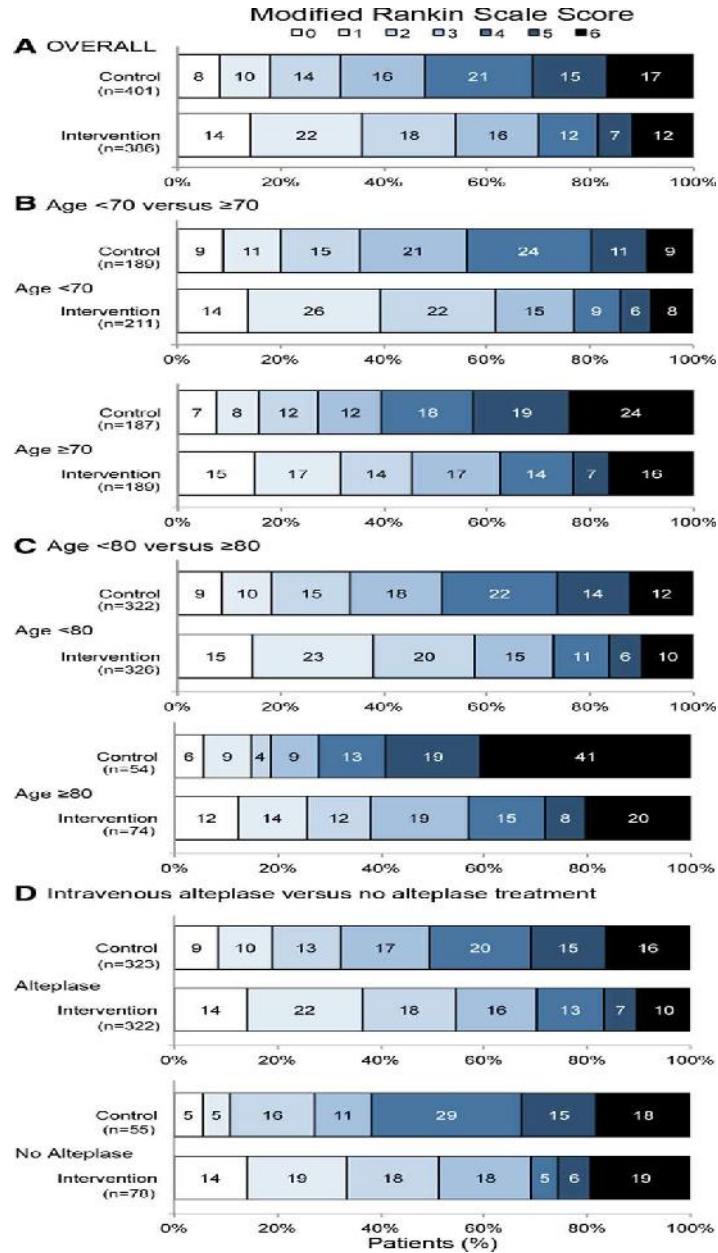 Modified Rankin Scale Score
0 1 2 3 4 5 6
A OVERALL
Control 8 10 14 16 21 15 17
(n=401)
Intervention 14 22 18 16 12 7 12
(n=386)
0% 20% 40% 60% 80% 100%
B Age <70 versus ≥70
Control 9 11 15 21 24 11 9
(n=189)
Age <70
Intervention 14 26 22 15 9 6 8
(n=211)
0% 20% 40% 60% 80% 100%
Control 7 8 12 12 18 19 24
(n=187)
Age ≥70
Intervention 15 17 14 17 14 7 16
(n=189)
0% 20% 40% 60% 80% 100%
C Age <80 versus ≥80
Control 9 10 15 18 22 14 12
(n=322)
Age <80
Intervention 15 23 20 15 11 6 10
(n=326)
0% 20% 40% 60% 80% 100%
Control 6 9 4 9 13 19 41
(n=54)
Age ≥80
Intervention 12 14 12 19 15 8 20
(n=74)
0% 20% 40% 60% 80% 100%
D Intravenous alteplase versus no alteplase treatment
Control 9 10 13 17 20 15 16
(n=323)
Alteplase
Intervention 14 22 18 16 13 7 10
(n=322)
0% 20% 40% 60% 80% 100%
Control 5 5 16 11 29 15 18
(n=55)
No Alteplase
Intervention 14 19 18 18 5 6 19
(n=78)
0% 20% 40% 60% 80% 100%
Patients (%)